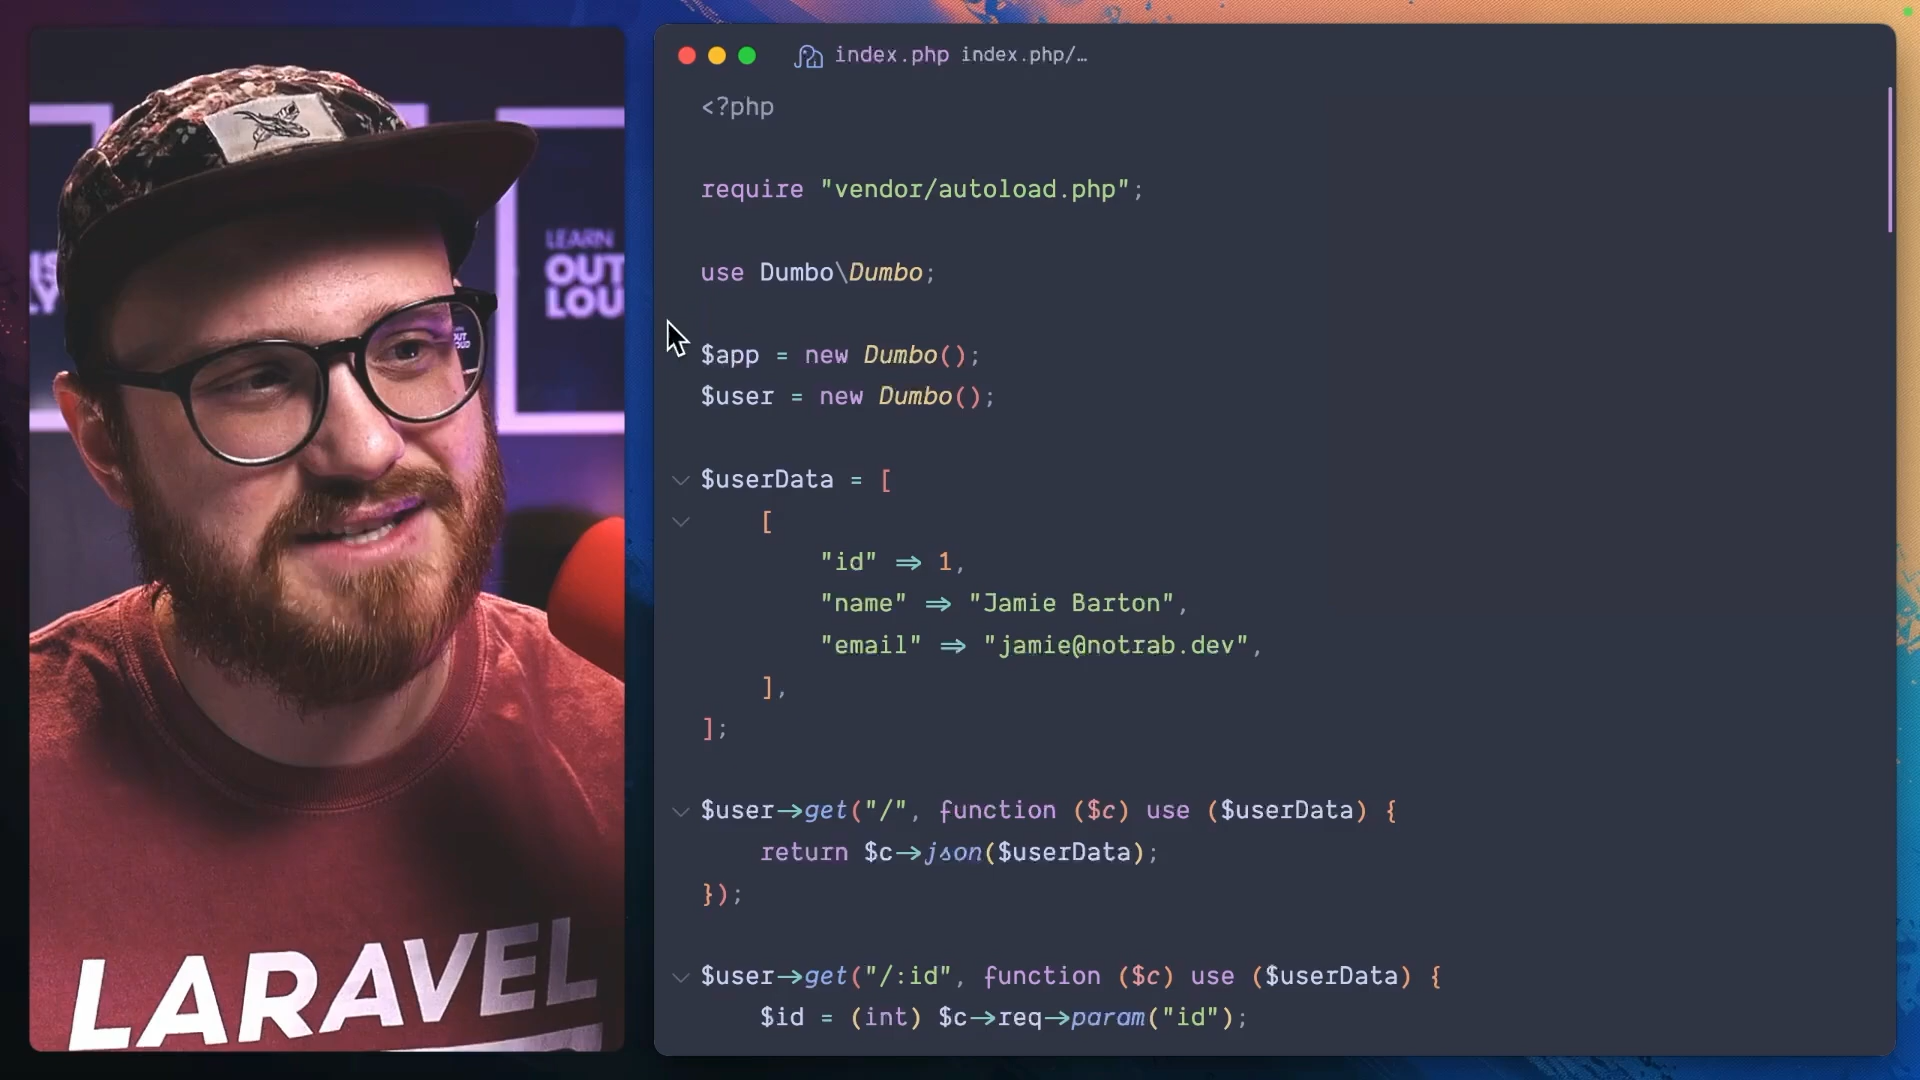 index.php index.php/…
<?php
require "vendor/autoload.php";
use Dumbo\Dumbo;
$app = new Dumbo();
$user = new Dumbo();
$userData = [
[
"id" => 1,
"name" => "Jamie Barton",
"email" => "jamie@notrab.dev",
],
];
$user->get("/", function ($c) use ($userData) {
return $c->json($userData);
});
$user->get("/:id", function ($c) use ($userData) {
$id = (int) $c->req->param("id");
LEARN
OUT
LOU
LARAVEL